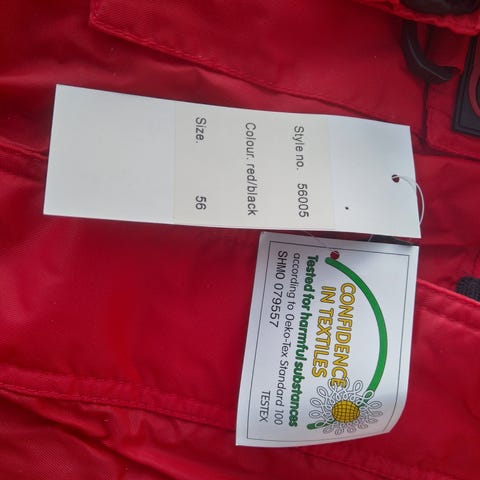 Style no. 56005
Colour. red/black
Size. 56
CONFIDENCE
IN TEXTILES
Tested for harmful substances
according to Oeko-Tex Standard 100
SHM0 079557 TESTEX